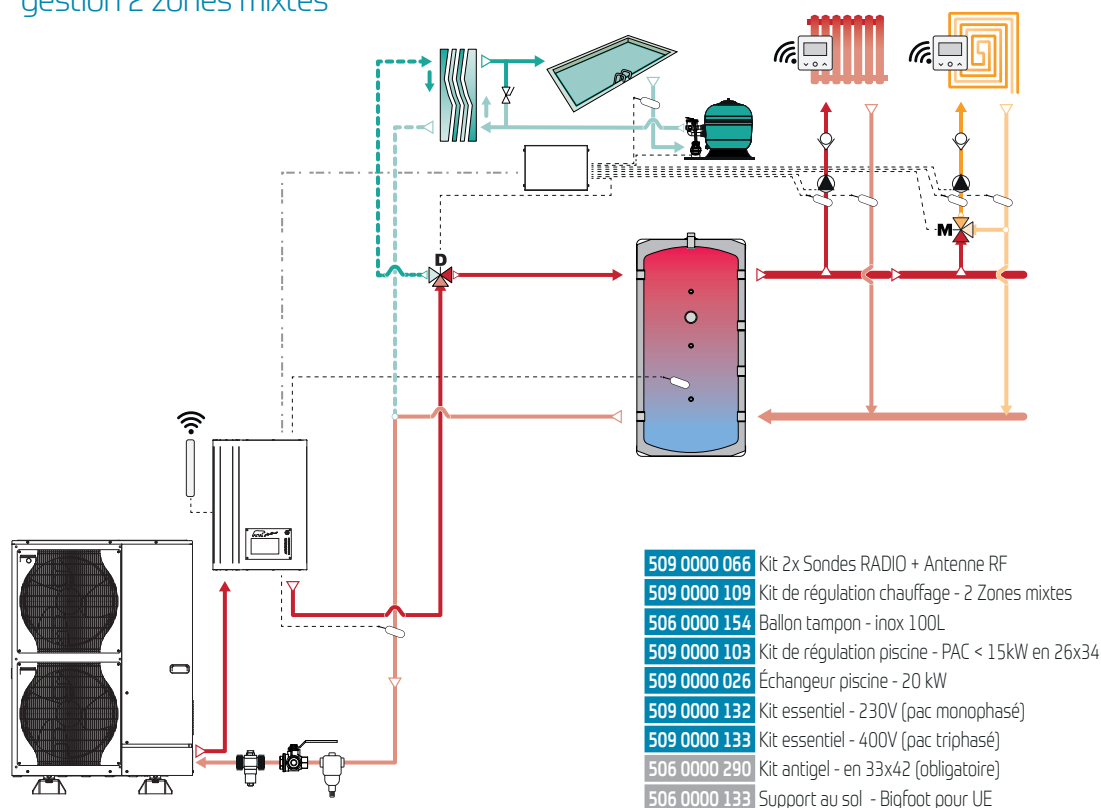 gestion 2 zones mixtes
D
M
509 0000 066 Kit 2x Sondes RADIO + Antenne RF
509 0000 109 Kit de régulation chauffage - 2 Zones mixtes
506 0000 154 Ballon tampon - inox 100L
509 0000 103 Kit de régulation piscine - PAC < 15kW en 26x34
509 0000 026 Échangeur piscine - 20 kW
509 0000 132 Kit essentiel - 230V (pac monophasé)
509 0000 133 Kit essentiel - 400V (pac triphasé)
506 0000 290 Kit antigel - en 33x42 (obligatoire)
506 0000 133 Support au sol - Bigfoot pour UE